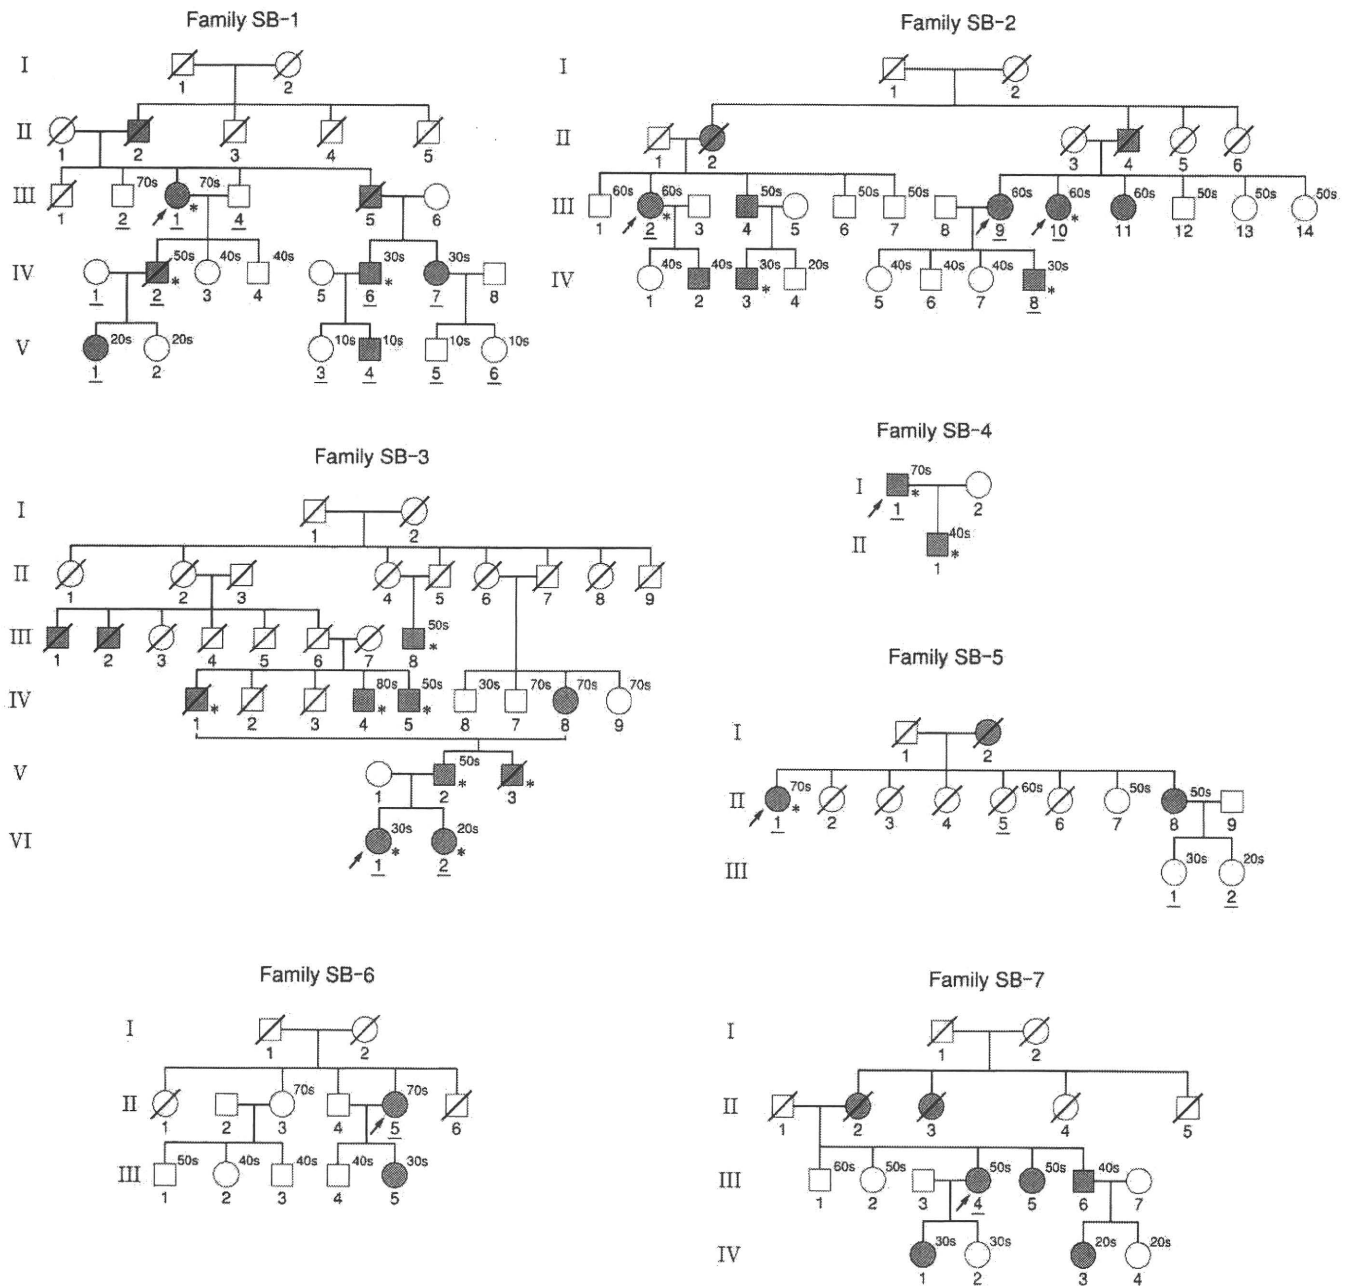 Family SB-1
I
1 2
II
1 2 3 4 5
III
70s 70s
1 2 1 * 4 5 6
IV
50s 40s 40s 30s 30s
1 2 * 3 4 5 6 * 7 8
V
20s 20s 10s 10s 10s 10s
1 2 3 4 5 6
Family SB-2
I
1 2
II
1 2 3 4 5 6
III
60s 60s 50s 50s 50s 60s 60s 60s 50s 50s 50s
1 2 * 3 4 5 6 7 8 9 10 * 11 12 13 14
IV
40s 40s 30s 20s 40s 40s 40s 30s
1 2 3 * 4 5 6 7 8 *
Family SB-3
I
1 2
II
1 2 3 4 5 6 7 8 9
III
50s
1 2 3 4 5 6 7 8 *
IV
80s 50s 30s 70s 70s 70s
1 * 2 3 4 * 5 * 8 7 8 9
V
50s
1 2 * 3 *
VI
30s 20s
1 * 2 *
Family SB-4
I
70s
1 * 2
II
40s
1 *
Family SB-5
I
1 2
II
70s 60s 50s 50s
1 * 2 3 4 5 6 7 8 9
III
30s 20s
1 2
Family SB-6
I
1 2
II
70s 70s
1 2 3 4 5 6
III
50s 40s 40s 40s 30s
1 2 3 4 5
Family SB-7
I
1 2
II
1 2 3 4 5
III
60s 50s 50s 50s 40s
1 2 3 4 5 6 7
IV
30s 30s 20s 20s
1 2 3 4